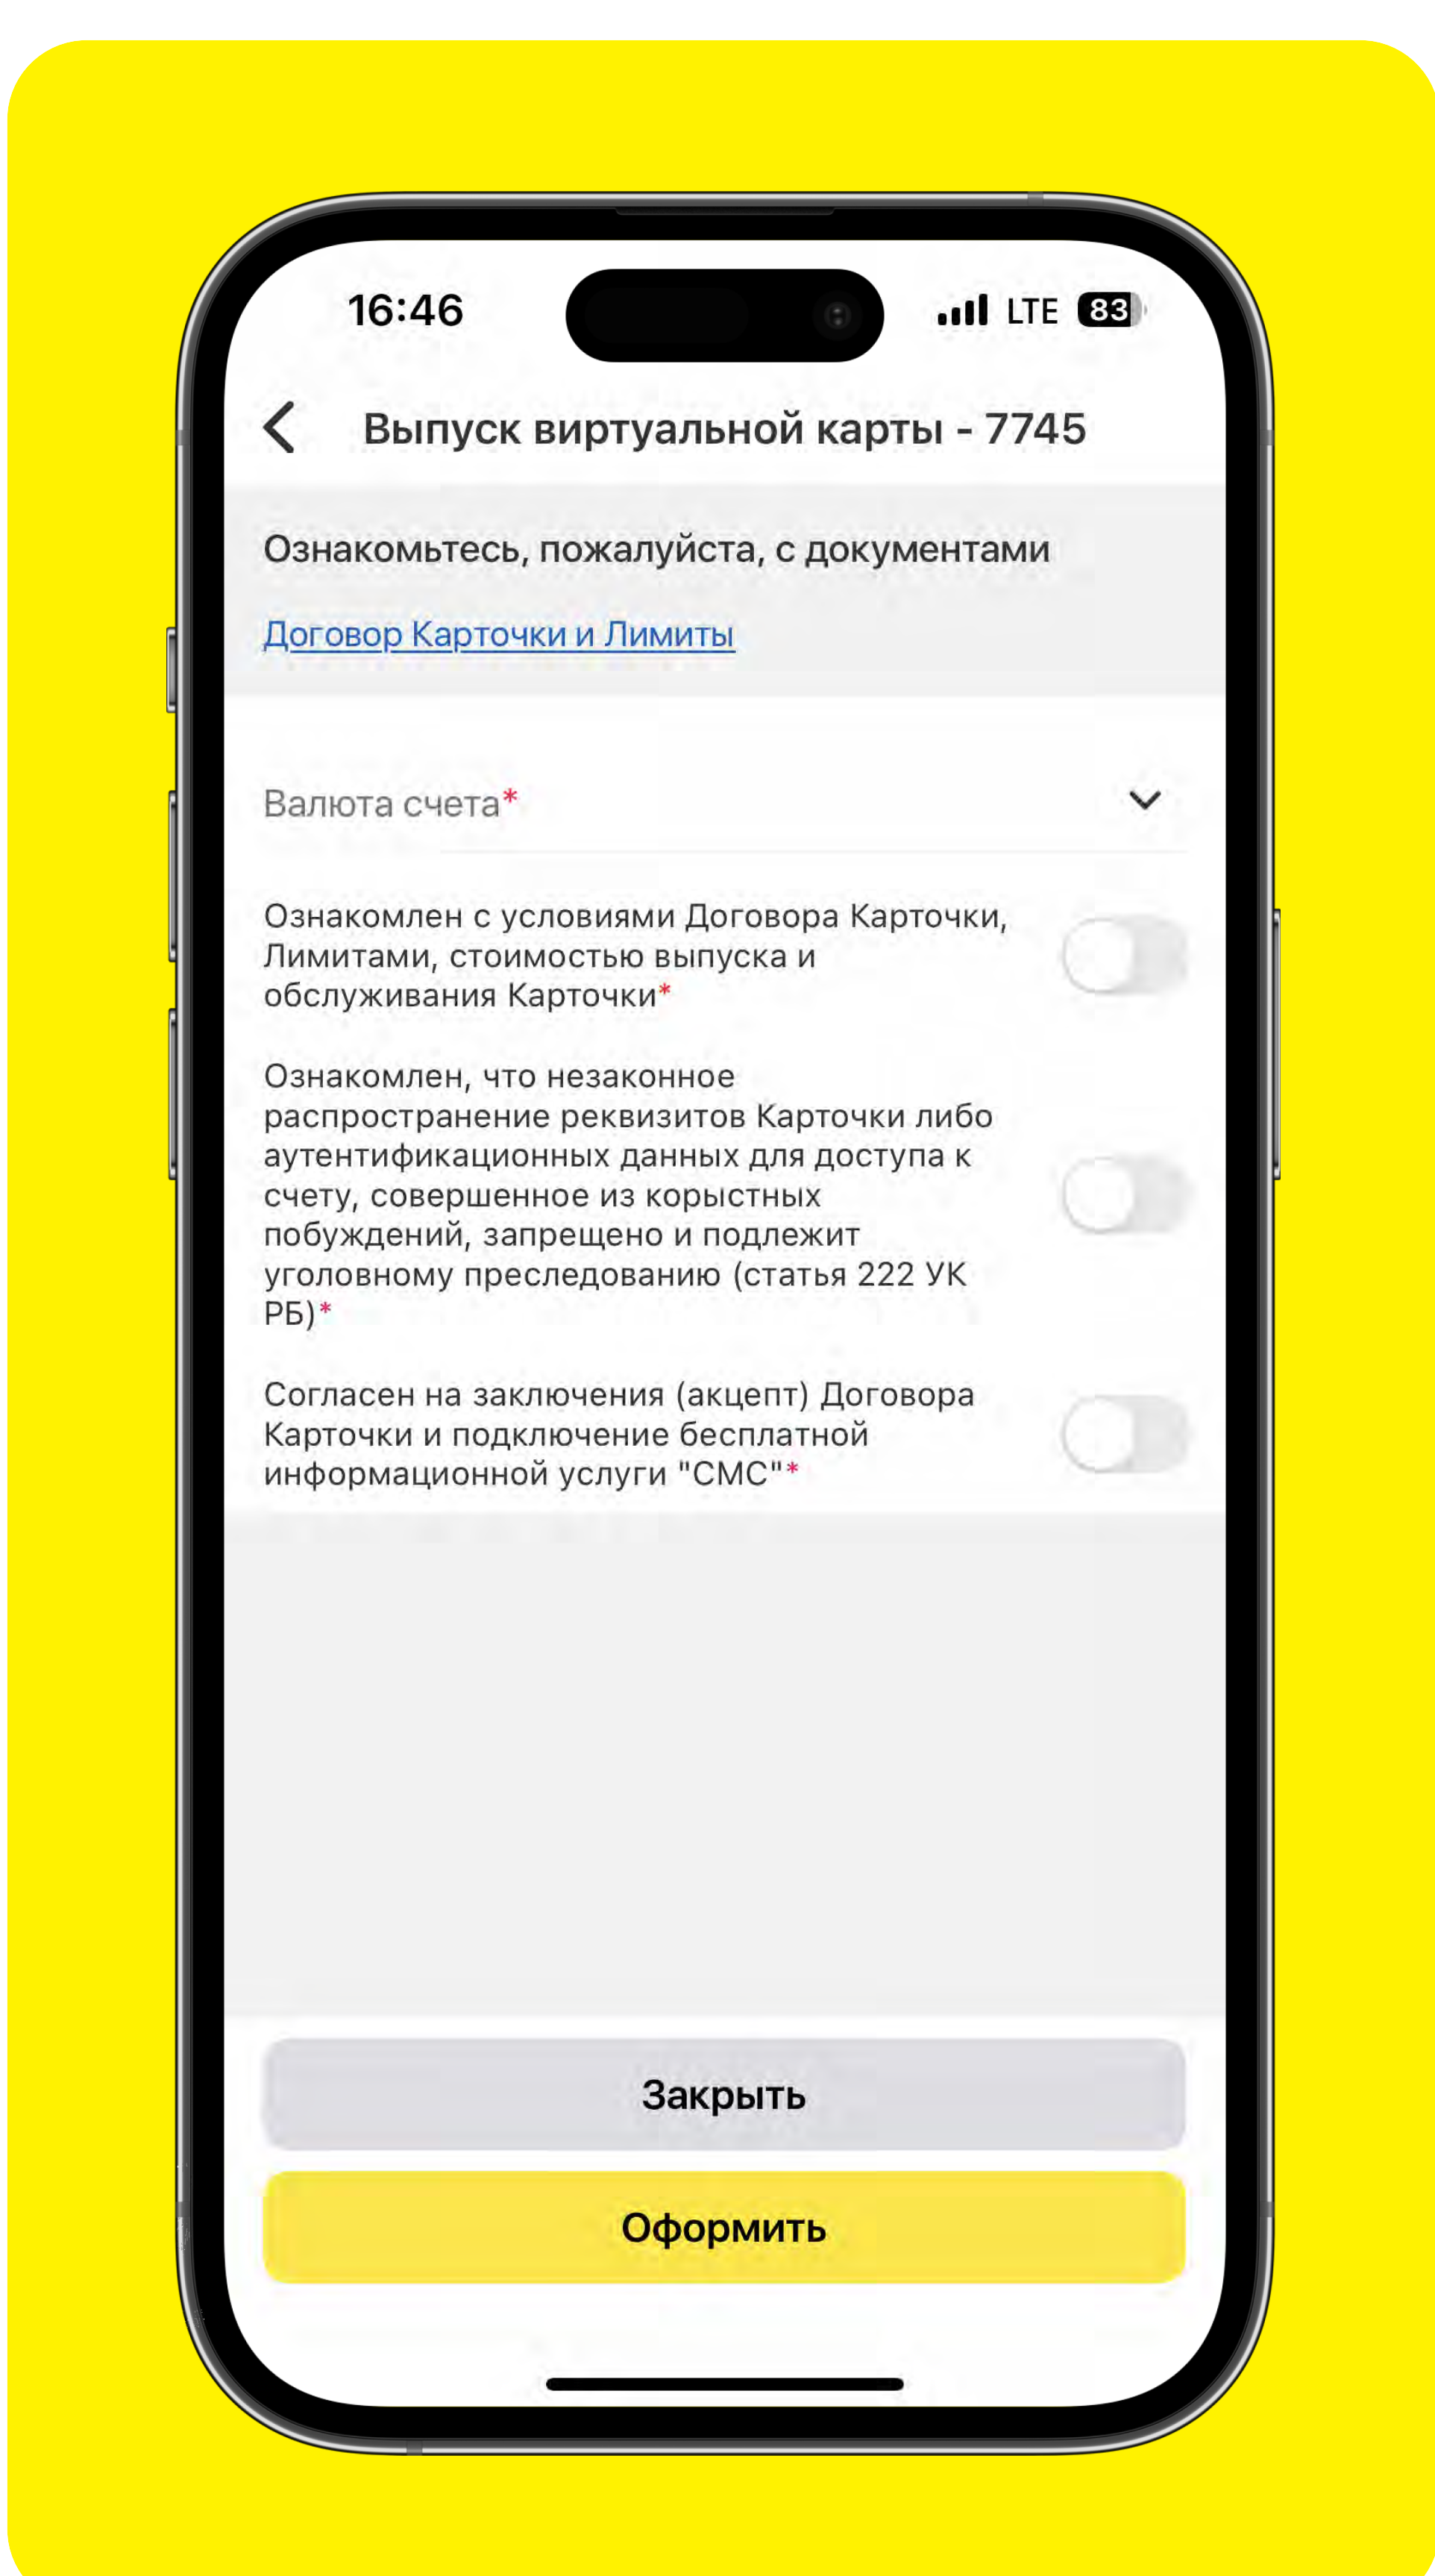 16:46
LTE 83
Выпуск виртуальной карты - 7745
Ознакомьтесь, пожалуйста, с документами
Договор Карточки и Лимиты
Валюта счета*
Ознакомлен с условиями Договора Карточки,
Лимитами, стоимостью выпуска и
обслуживания Карточки*
Ознакомлен, что незаконное
распространение реквизитов Карточки либо
аутентификационных данных для доступа к
счету, совершенное из корыстных
побуждений, запрещено и подлежит
уголовному преследованию (статья 222 УК
РБ)*
Согласен на заключения (акцепт) Договора
Карточки и подключение бесплатной
информационной услуги "СМС"*
Закрыть
Оформить